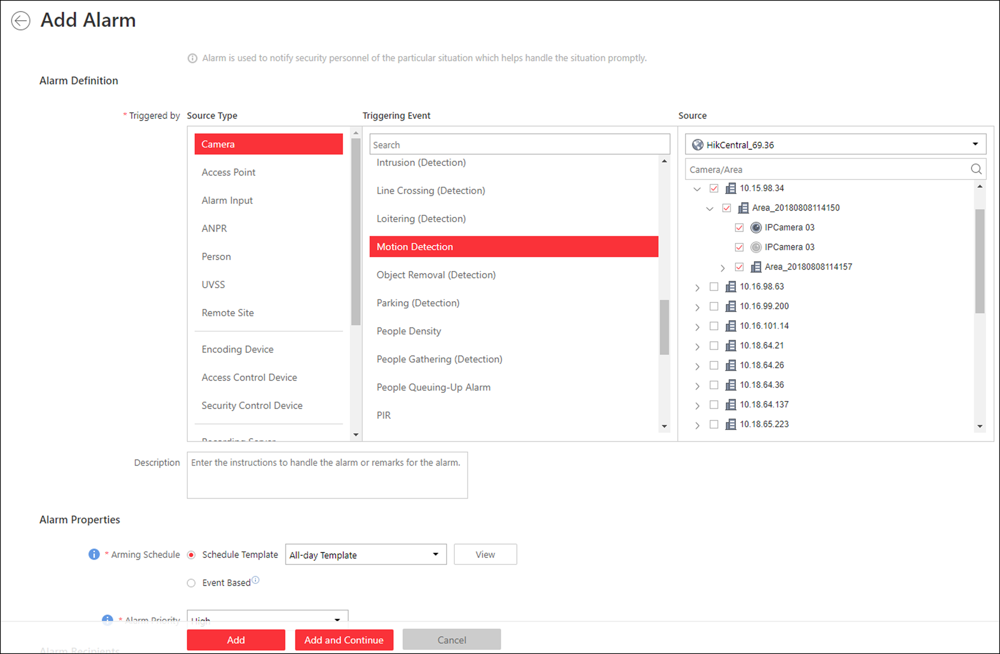 Add Alarm
Alarm is used to notify security personnel of the particular situation which helps handle the situation promptly.
Alarm Definition
* Triggered by
Source Type
Camera
Access Point
Alarm Input
ANPR
Person
UVSS
Remote Site
Encoding Device
Access Control Device
Security Control Device
Recording Server
Triggering Event
Search
Intrusion (Detection)
Line Crossing (Detection)
Loitering (Detection)
Motion Detection
Object Removal (Detection)
Parking (Detection)
People Density
People Gathering (Detection)
People Queuing-Up Alarm
PIR
Source
HikCentral_69.36
Camera/Area
10.15.98.34
Area_20180808114150
IPCamera 03
IPCamera 03
Area_20180808114157
10.16.98.63
10.16.99.200
10.16.101.14
10.18.64.21
10.18.64.26
10.18.64.36
10.18.64.137
10.18.65.223
Description
Enter the instructions to handle the alarm or remarks for the alarm.
Alarm Properties
* Arming Schedule
Schedule Template
All-day Template
View
Event Based
* Alarm Priority
High
Add
Add and Continue
Cancel
Alarm Recipients